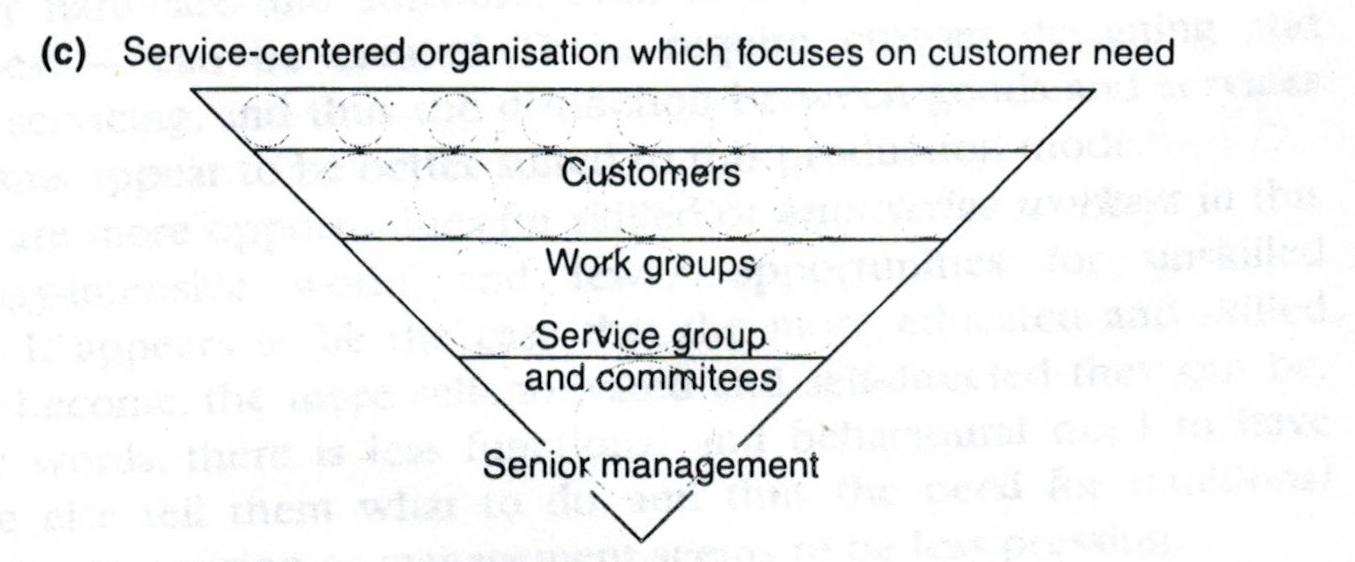 (c) Service-centered organisation which focuses on customer need
Customers
Work groups
Service group
and commitees
Senior management